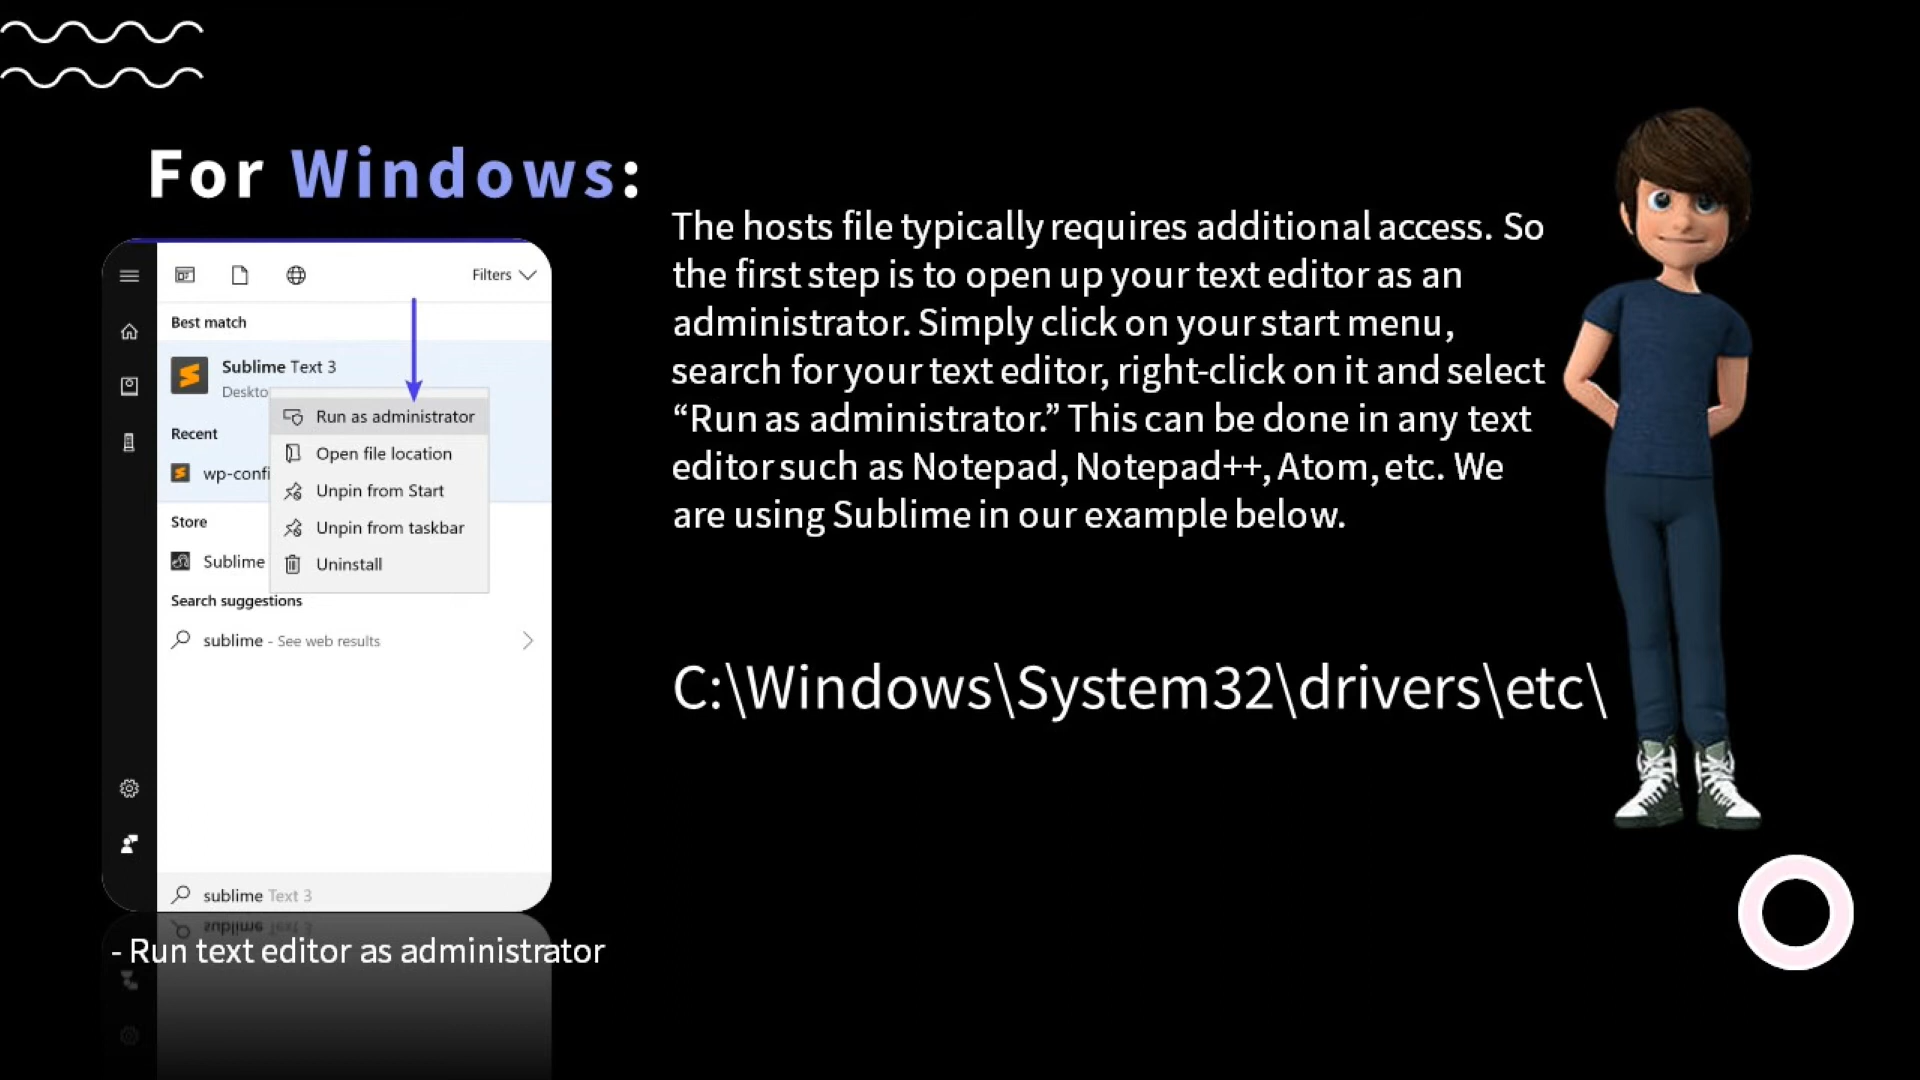 For Windows:
Filters
Best match
Sublime Text 3
Deskto
Run as administrator
Recent
Open file location
wp-confi
Unpin from Start
Store
Unpin from taskbar
Sublime
Uninstall
Search suggestions
sublime - See web results
sublime Text 3
- Run text editor as administrator
The hosts file typically requires additional access. So
the first step is to open up your text editor as an
administrator. Simply click on your start menu,
search for your text editor, right-click on it and select
“Run as administrator.” This can be done in any text
editor such as Notepad, Notepad++, Atom, etc. We
are using Sublime in our example below.
C:\Windows\System32\drivers\etc\